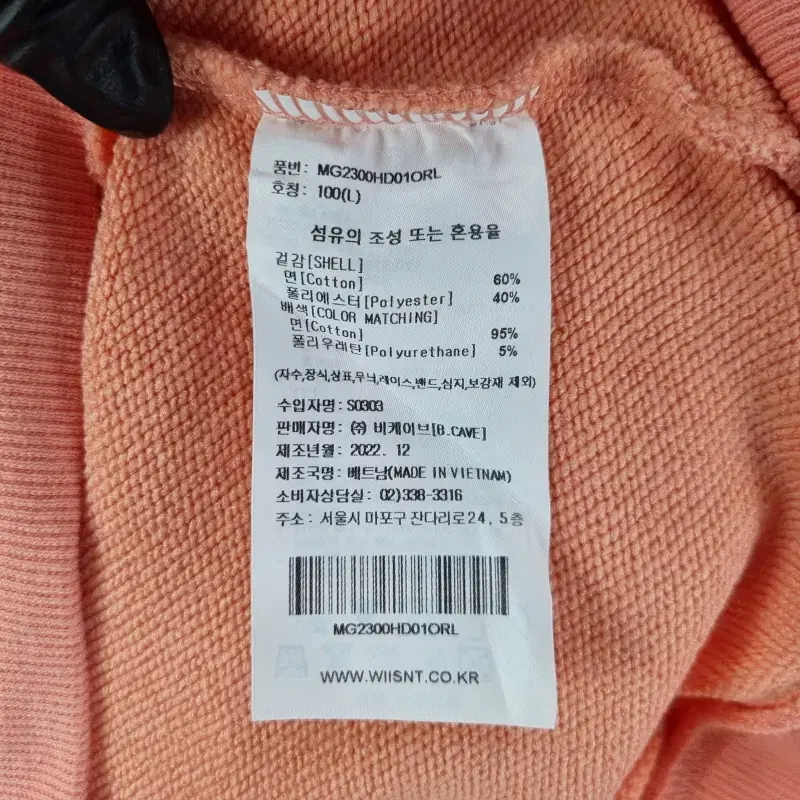 품번: MG2300HD01ORL
호칭: 100(L)
섬유의 조성 또는 혼용율
겉감[SHELL]
면[Cotton] 60%
폴리에스터[Polyester] 40%
배색[COLOR MATCHING]
면[Cotton] 95%
폴리우레탄[Polyurethane] 5%
(자수,장식,상표,무늬,레이스,밴드,심지,보강재 제외)
수입자명: S0303
판매자명: ㈜ 비케이브[B.CAVE]
제조년월: 2022. 12
제조국명: 베트남(MADE IN VIETNAM)
소비자상담실: 02)338-3316
주소: 서울시 마포구 잔다리로24, 5층
MG2300HD01ORL
WWW.WIISNT.CO.KR